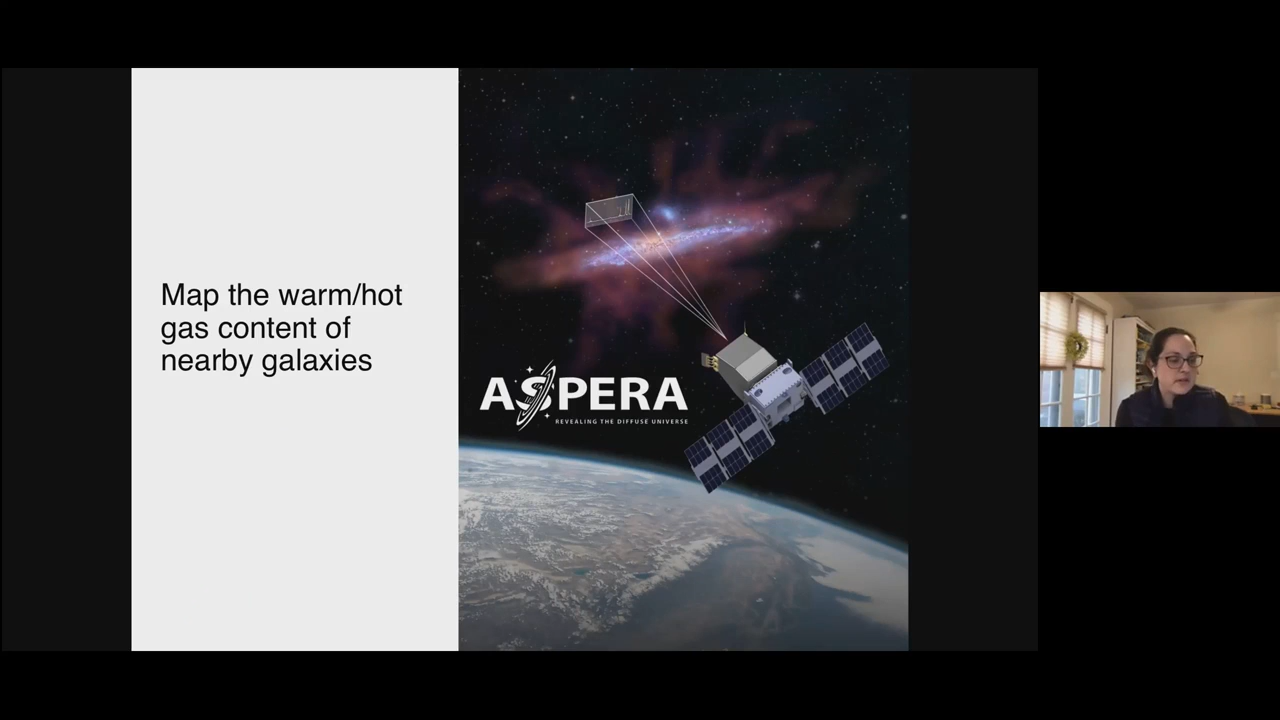 Map the warm/hot
gas content of
nearby galaxies
ASPERA
REVEALING THE DIFFUSE UNIVERSE